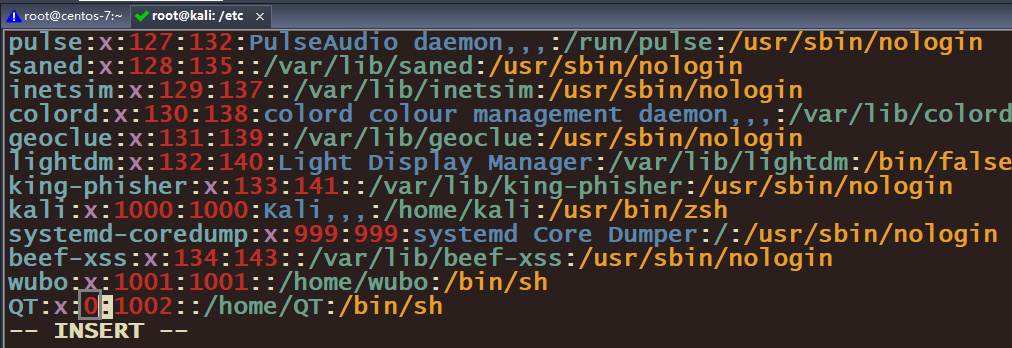 root@centos-7:~ × root@kali: /etc ×
pulse:x:127:132:PulseAudio daemon,,,:/run/pulse:/usr/sbin/nologin
saned:x:128:135::/var/lib/saned:/usr/sbin/nologin
inetsim:x:129:137::/var/lib/inetsim:/usr/sbin/nologin
colord:x:130:138:colord colour management daemon,,,:/var/lib/colord
geoclue:x:131:139::/var/lib/geoclue:/usr/sbin/nologin
lightdm:x:132:140:Light Display Manager:/var/lib/lightdm:/bin/false
king-phisher:x:133:141::/var/lib/king-phisher:/usr/sbin/nologin
kali:x:1000:1000:Kali,,,:/home/kali:/usr/bin/zsh
systemd-coredump:x:999:999:systemd Core Dumper:/:/usr/sbin/nologin
beef-xss:x:134:143::/var/lib/beef-xss:/usr/sbin/nologin
wubo:x:1001:1001::/home/wubo:/bin/sh
QT:x:0:1002::/home/QT:/bin/sh
-- INSERT --